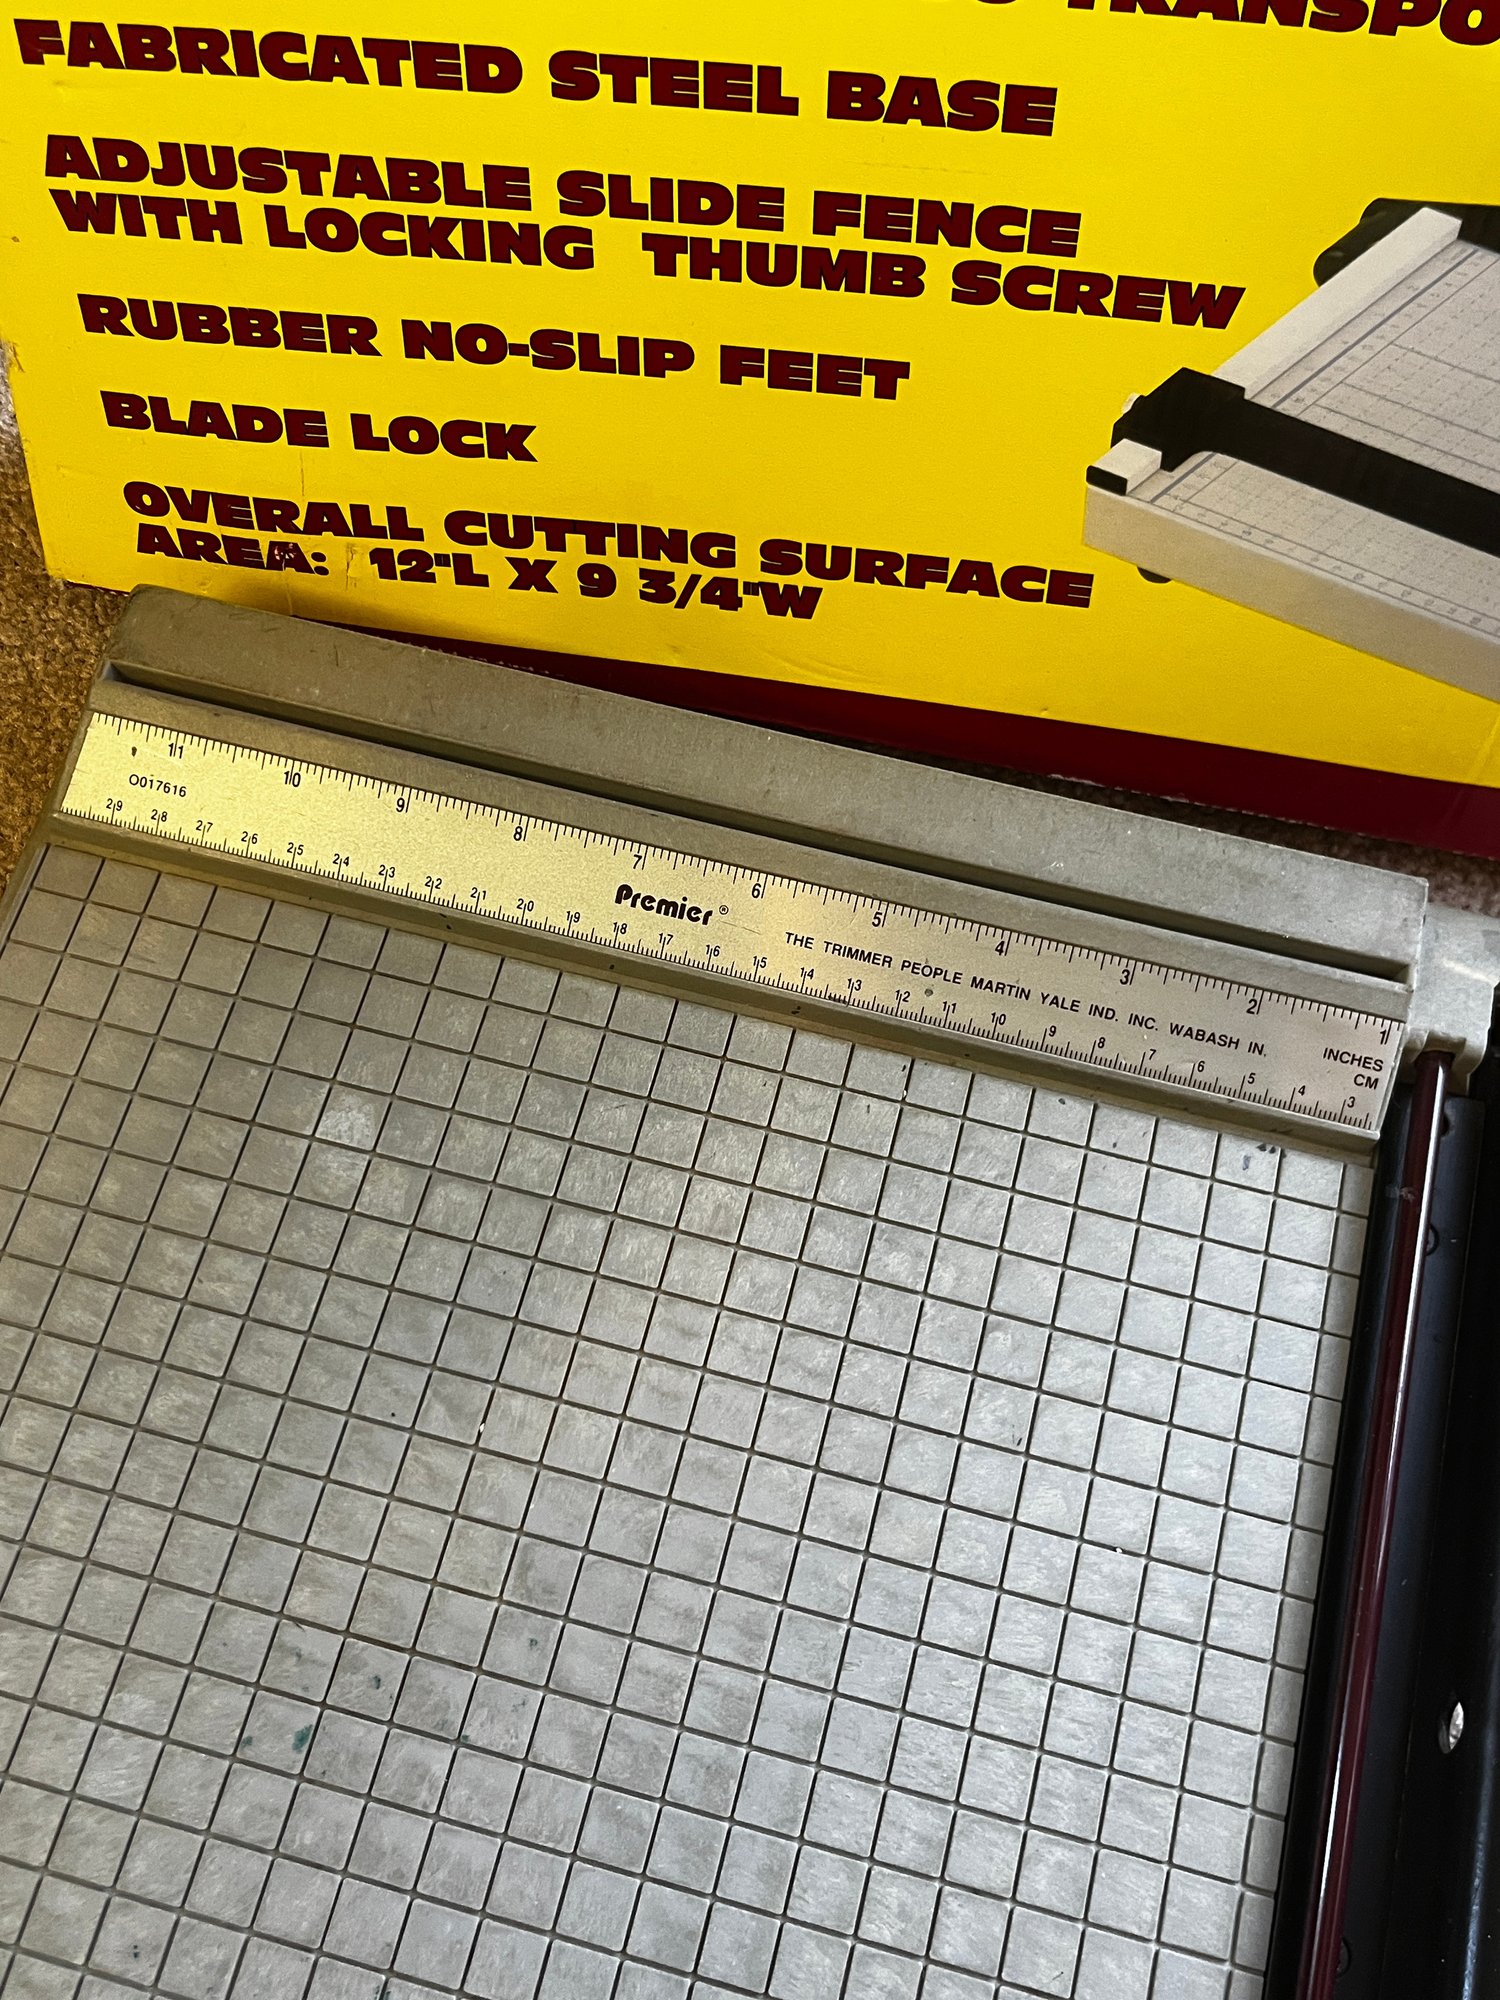 FABRICATED STEEL BASE
ADJUSTABLE SLIDE FENCE
WITH LOCKING THUMB SCREW
RUBBER NO-SLIP FEET
BLADE LOCK
OVERALL CUTTING SURFACE
AREA: 12"L X 9 3/4"W
11 10 9 8 7 6 5 4 3 2 1
O017616
INCHES
Premier®
THE TRIMMER PEOPLE MARTIN YALE IND. INC. WABASH IN.
CM
29 28 27 26 25 24 23 22 21 20 19 18 17 16 15 14 13 12 11 10 9 8 7 6 5 4 3